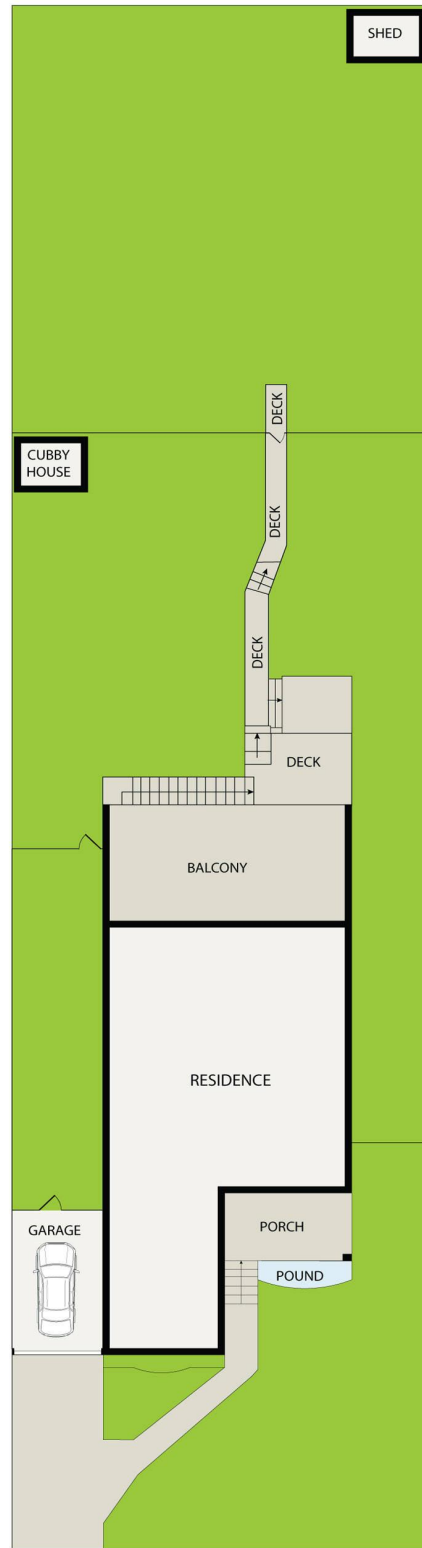 SHED
DECK
CUBBY
HOUSE
DECK
DECK
DECK
BALCONY
RESIDENCE
GARAGE
PORCH
POUND